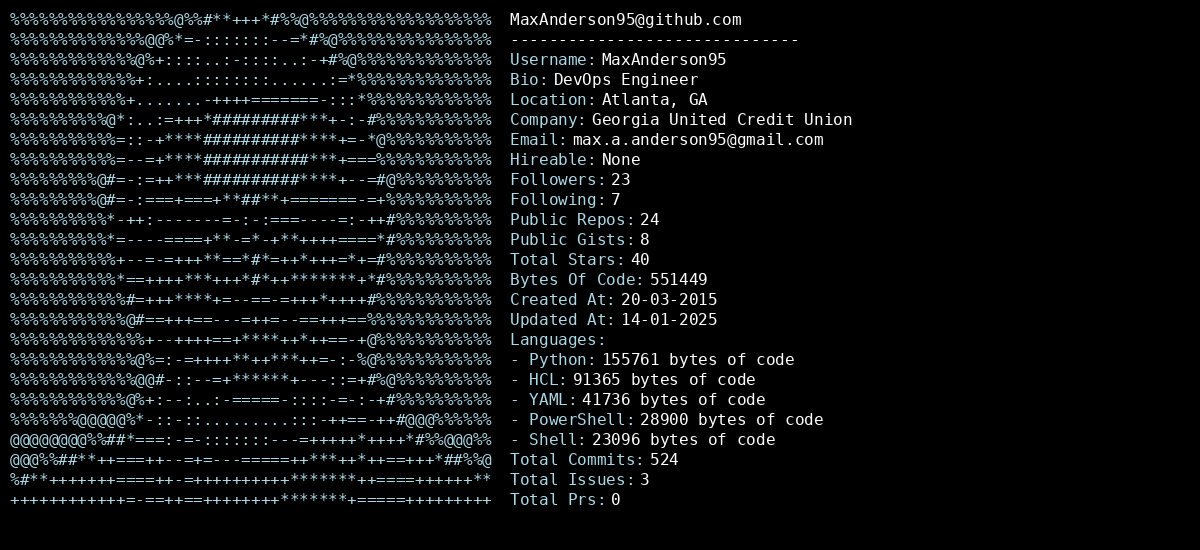 MaxAnderson95@github.com
------------------------------
Username: MaxAnderson95
Bio: DevOps Engineer
Location: Atlanta, GA
Company: Georgia United Credit Union
Email: max.a.anderson95@gmail.com
Hireable: None
Followers: 23
Following: 7
Public Repos: 24
Public Gists: 8
Total Stars: 40
Bytes Of Code: 551449
Created At: 20-03-2015
Updated At: 14-01-2025
Languages:
- Python: 155761 bytes of code
- HCL: 91365 bytes of code
- YAML: 41736 bytes of code
- PowerShell: 28900 bytes of code
- Shell: 23096 bytes of code
Total Commits: 524
Total Issues: 3
Total Prs: 0